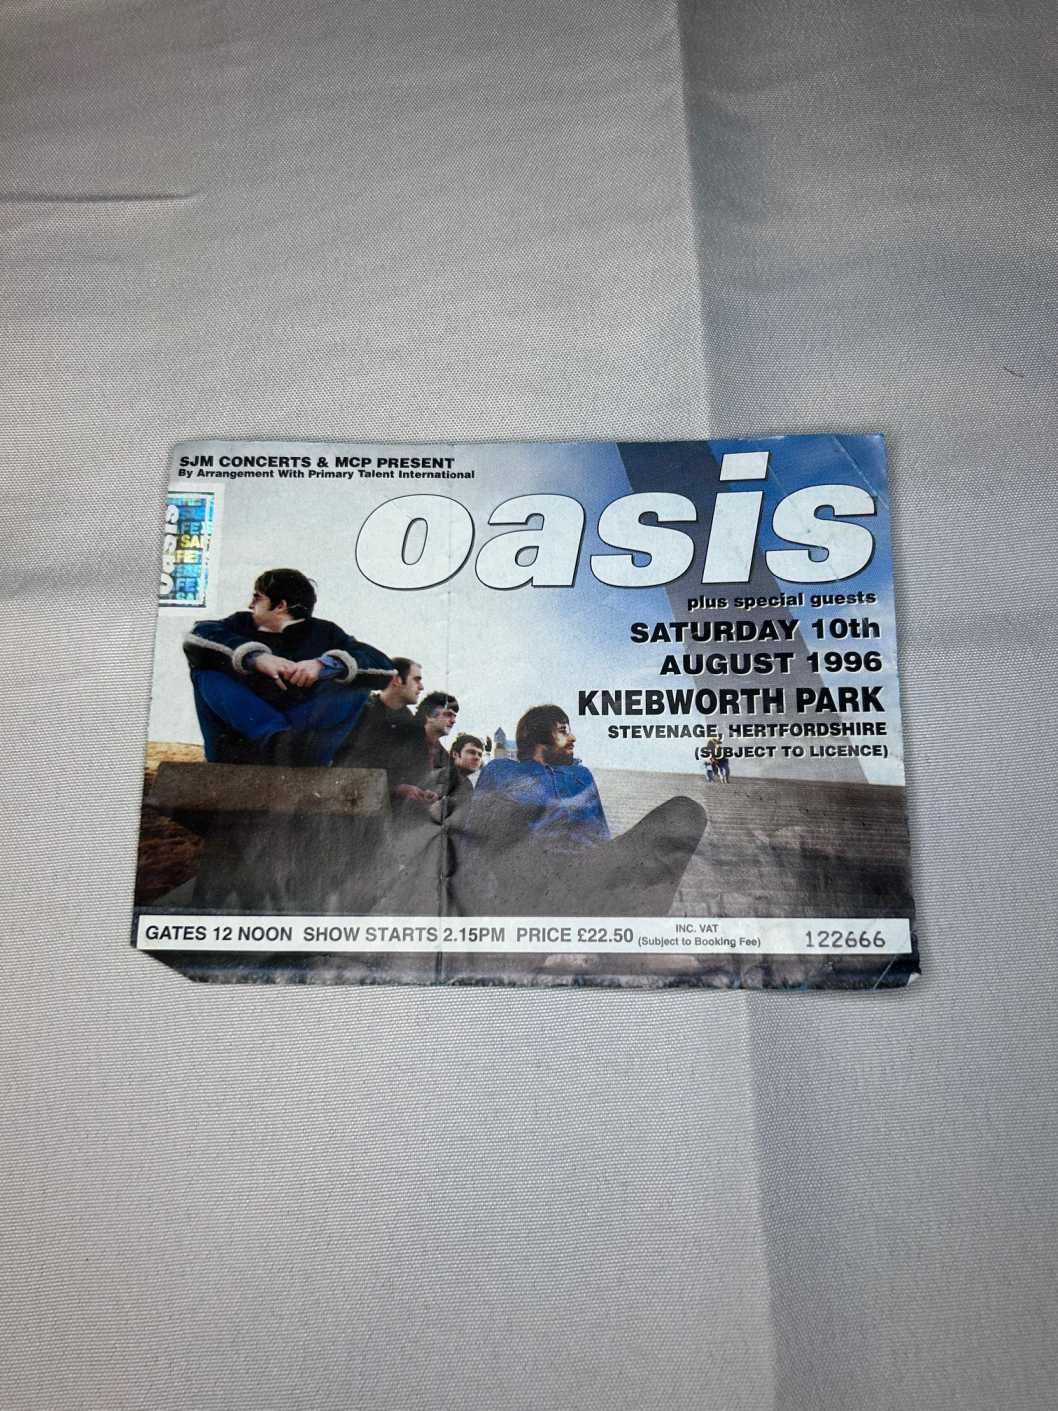 SJM CONCERTS & MCP PRESENT
By Arrangement With Primary Talent International
oasis
plus special guests
SATURDAY 10th
AUGUST 1996
KNEBWORTH PARK
STEVENAGE, HERTFORDSHIRE
(SUBJECT TO LICENCE)
oasis
SAFE
GATES 12 NOON SHOW STARTS 2.15PM PRICE £22.50 INC. VAT
(Subject to Booking Fee)
122666